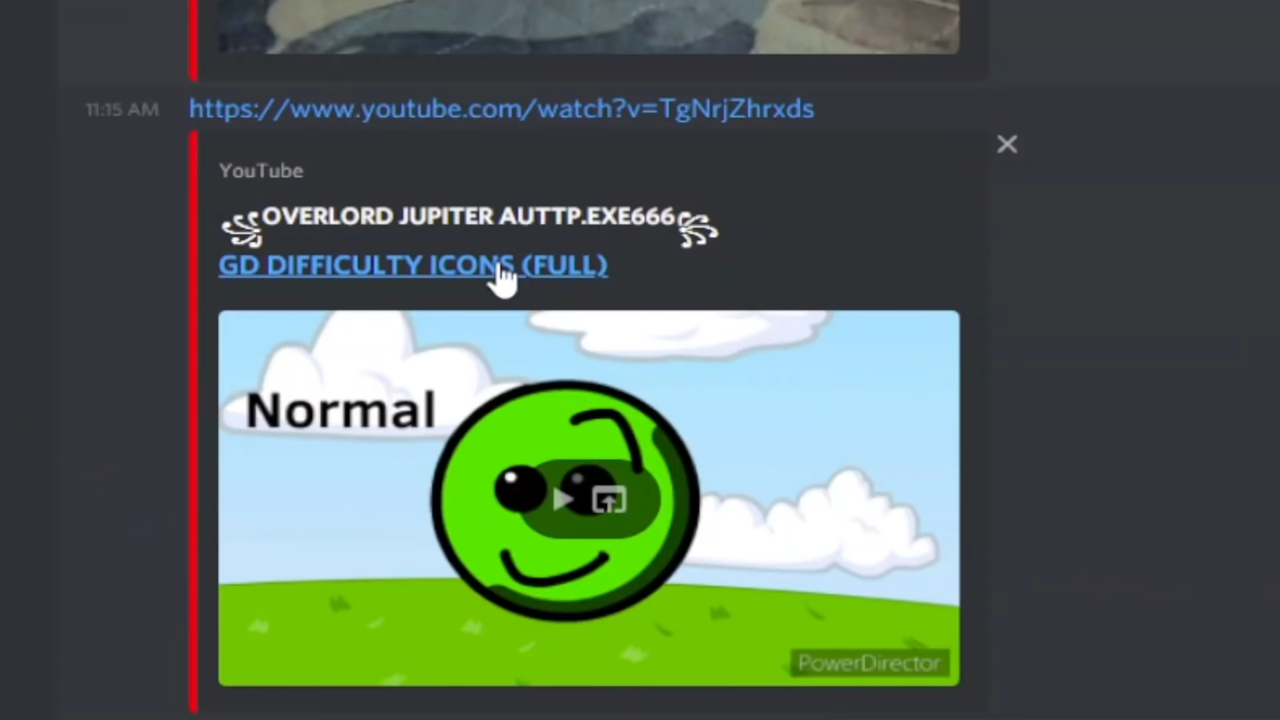 11:15 AM https://www.youtube.com/watch?v=TgNrjZhrxds
YouTube
꧁OVERLORD JUPITER AUTTP.EXE666꧂
GD DIFFICULTY ICONS (FULL)
Normal
PowerDirector